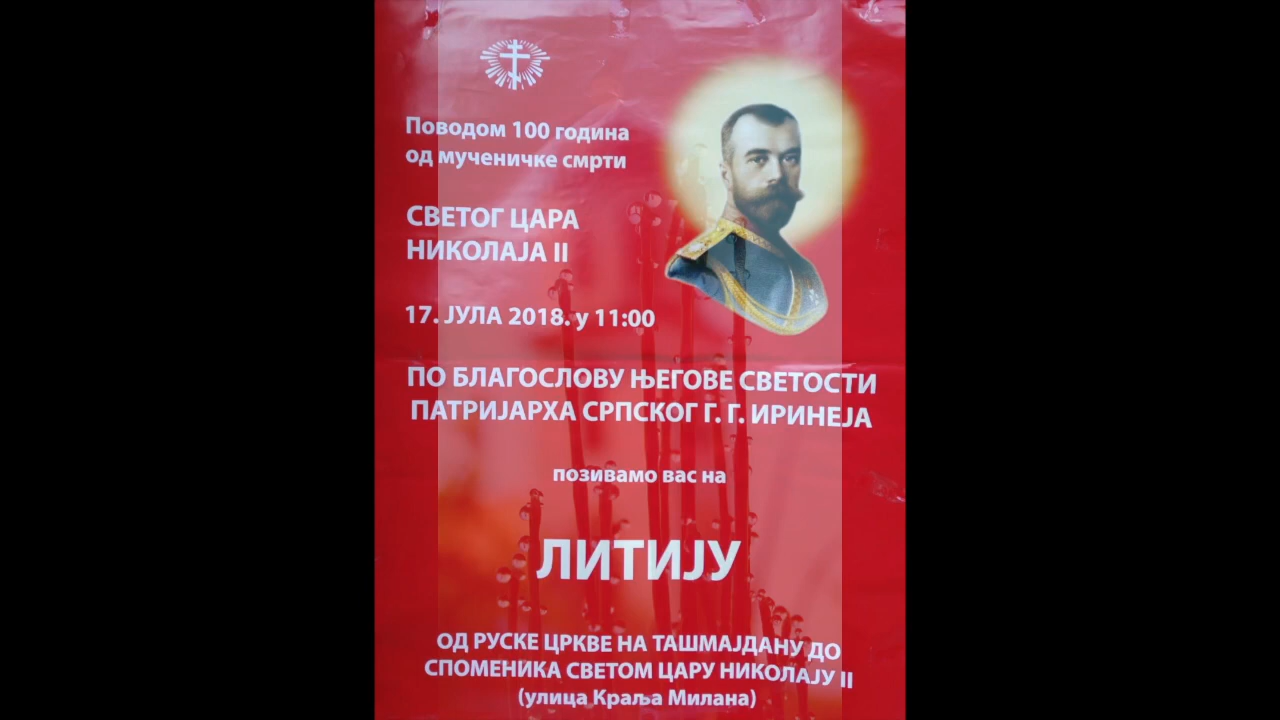 Поводом 100 година
од мученичке смрти
СВЕТОГ ЦАРА
НИКОЛАЈА II
17. ЈУЛА 2018. у 11:00
ПО БЛАГОСЛОВУ ЊЕГОВЕ СВЕТОСТИ
ПАТРИЈАРХА СРПСКОГ Г. Г. ИРИНЕЈА
позивамо вас на
ЛИТИЈУ
ОД РУСКЕ ЦРКВЕ НА ТАШМАЈДАНУ ДО
СПОМЕНИКА СВЕТОМ ЦАРУ НИКОЛАЈУ II
(улица Краља Милана)